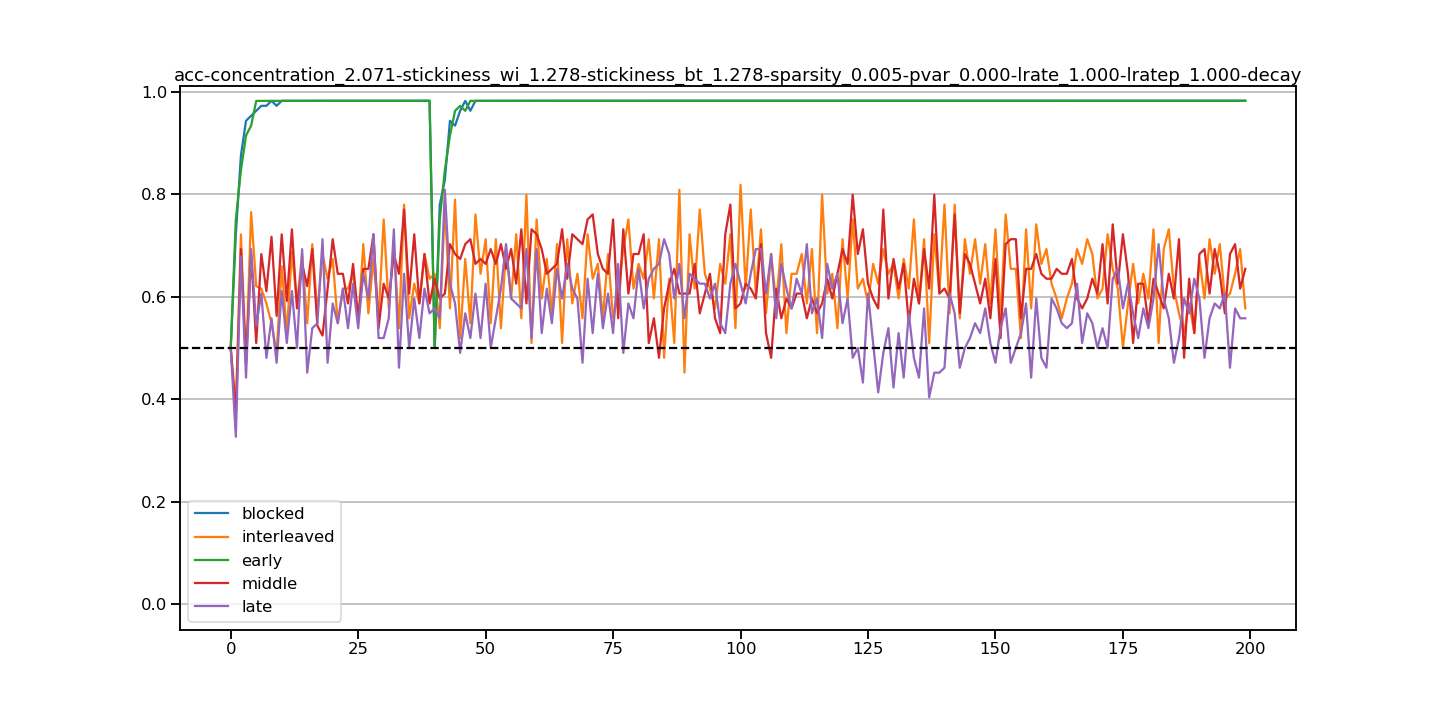 acc-concentration_2.071-stickiness_wi_1.278-stickiness_bt_1.278-sparsity_0.005-pvar_0.000-lrate_1.000-lratep_1.000-decay
1.0
0.8
0.6
0.4
0.2
0.0
blocked
interleaved
early
middle
late
0 25 50 75 100 125 150 175 200